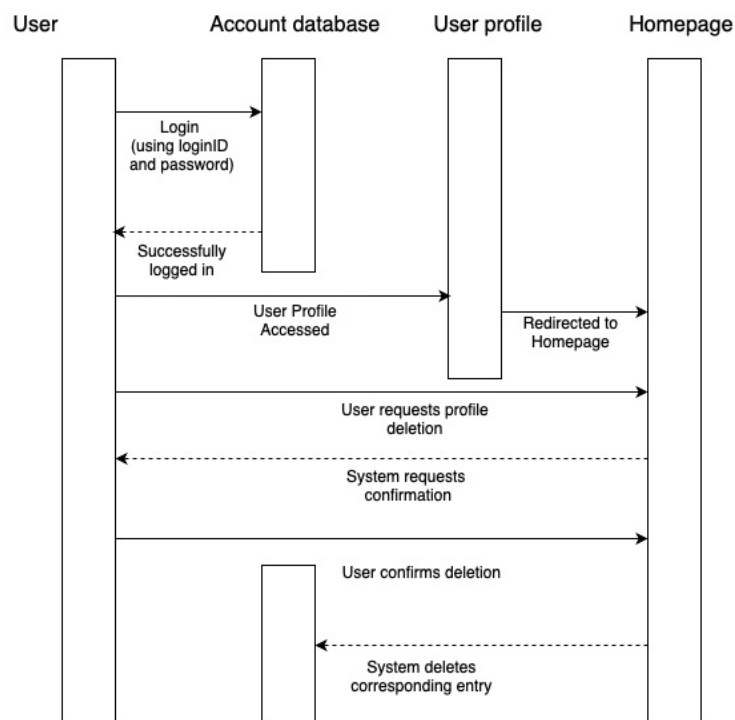 User
Account database
User profile
Homepage
Login
(using loginID
and password)
Successfully
logged in
User Profile
Accessed
Redirected to
Homepage
User requests profile
deletion
System requests
confirmation
User confirms deletion
System deletes
corresponding entry